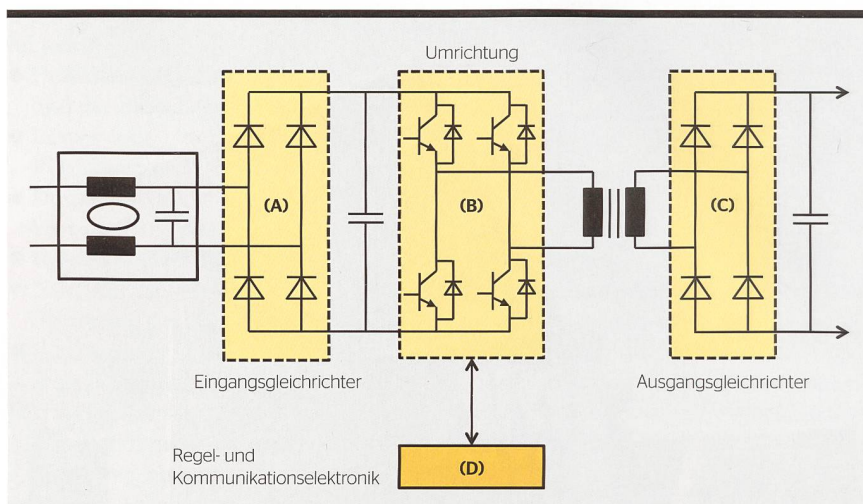 Umrichtung
(A)
(B)
(C)
Eingangsgleichrichter
Ausgangsgleichrichter
Regel- und
Kommunikationselektronik
(D)